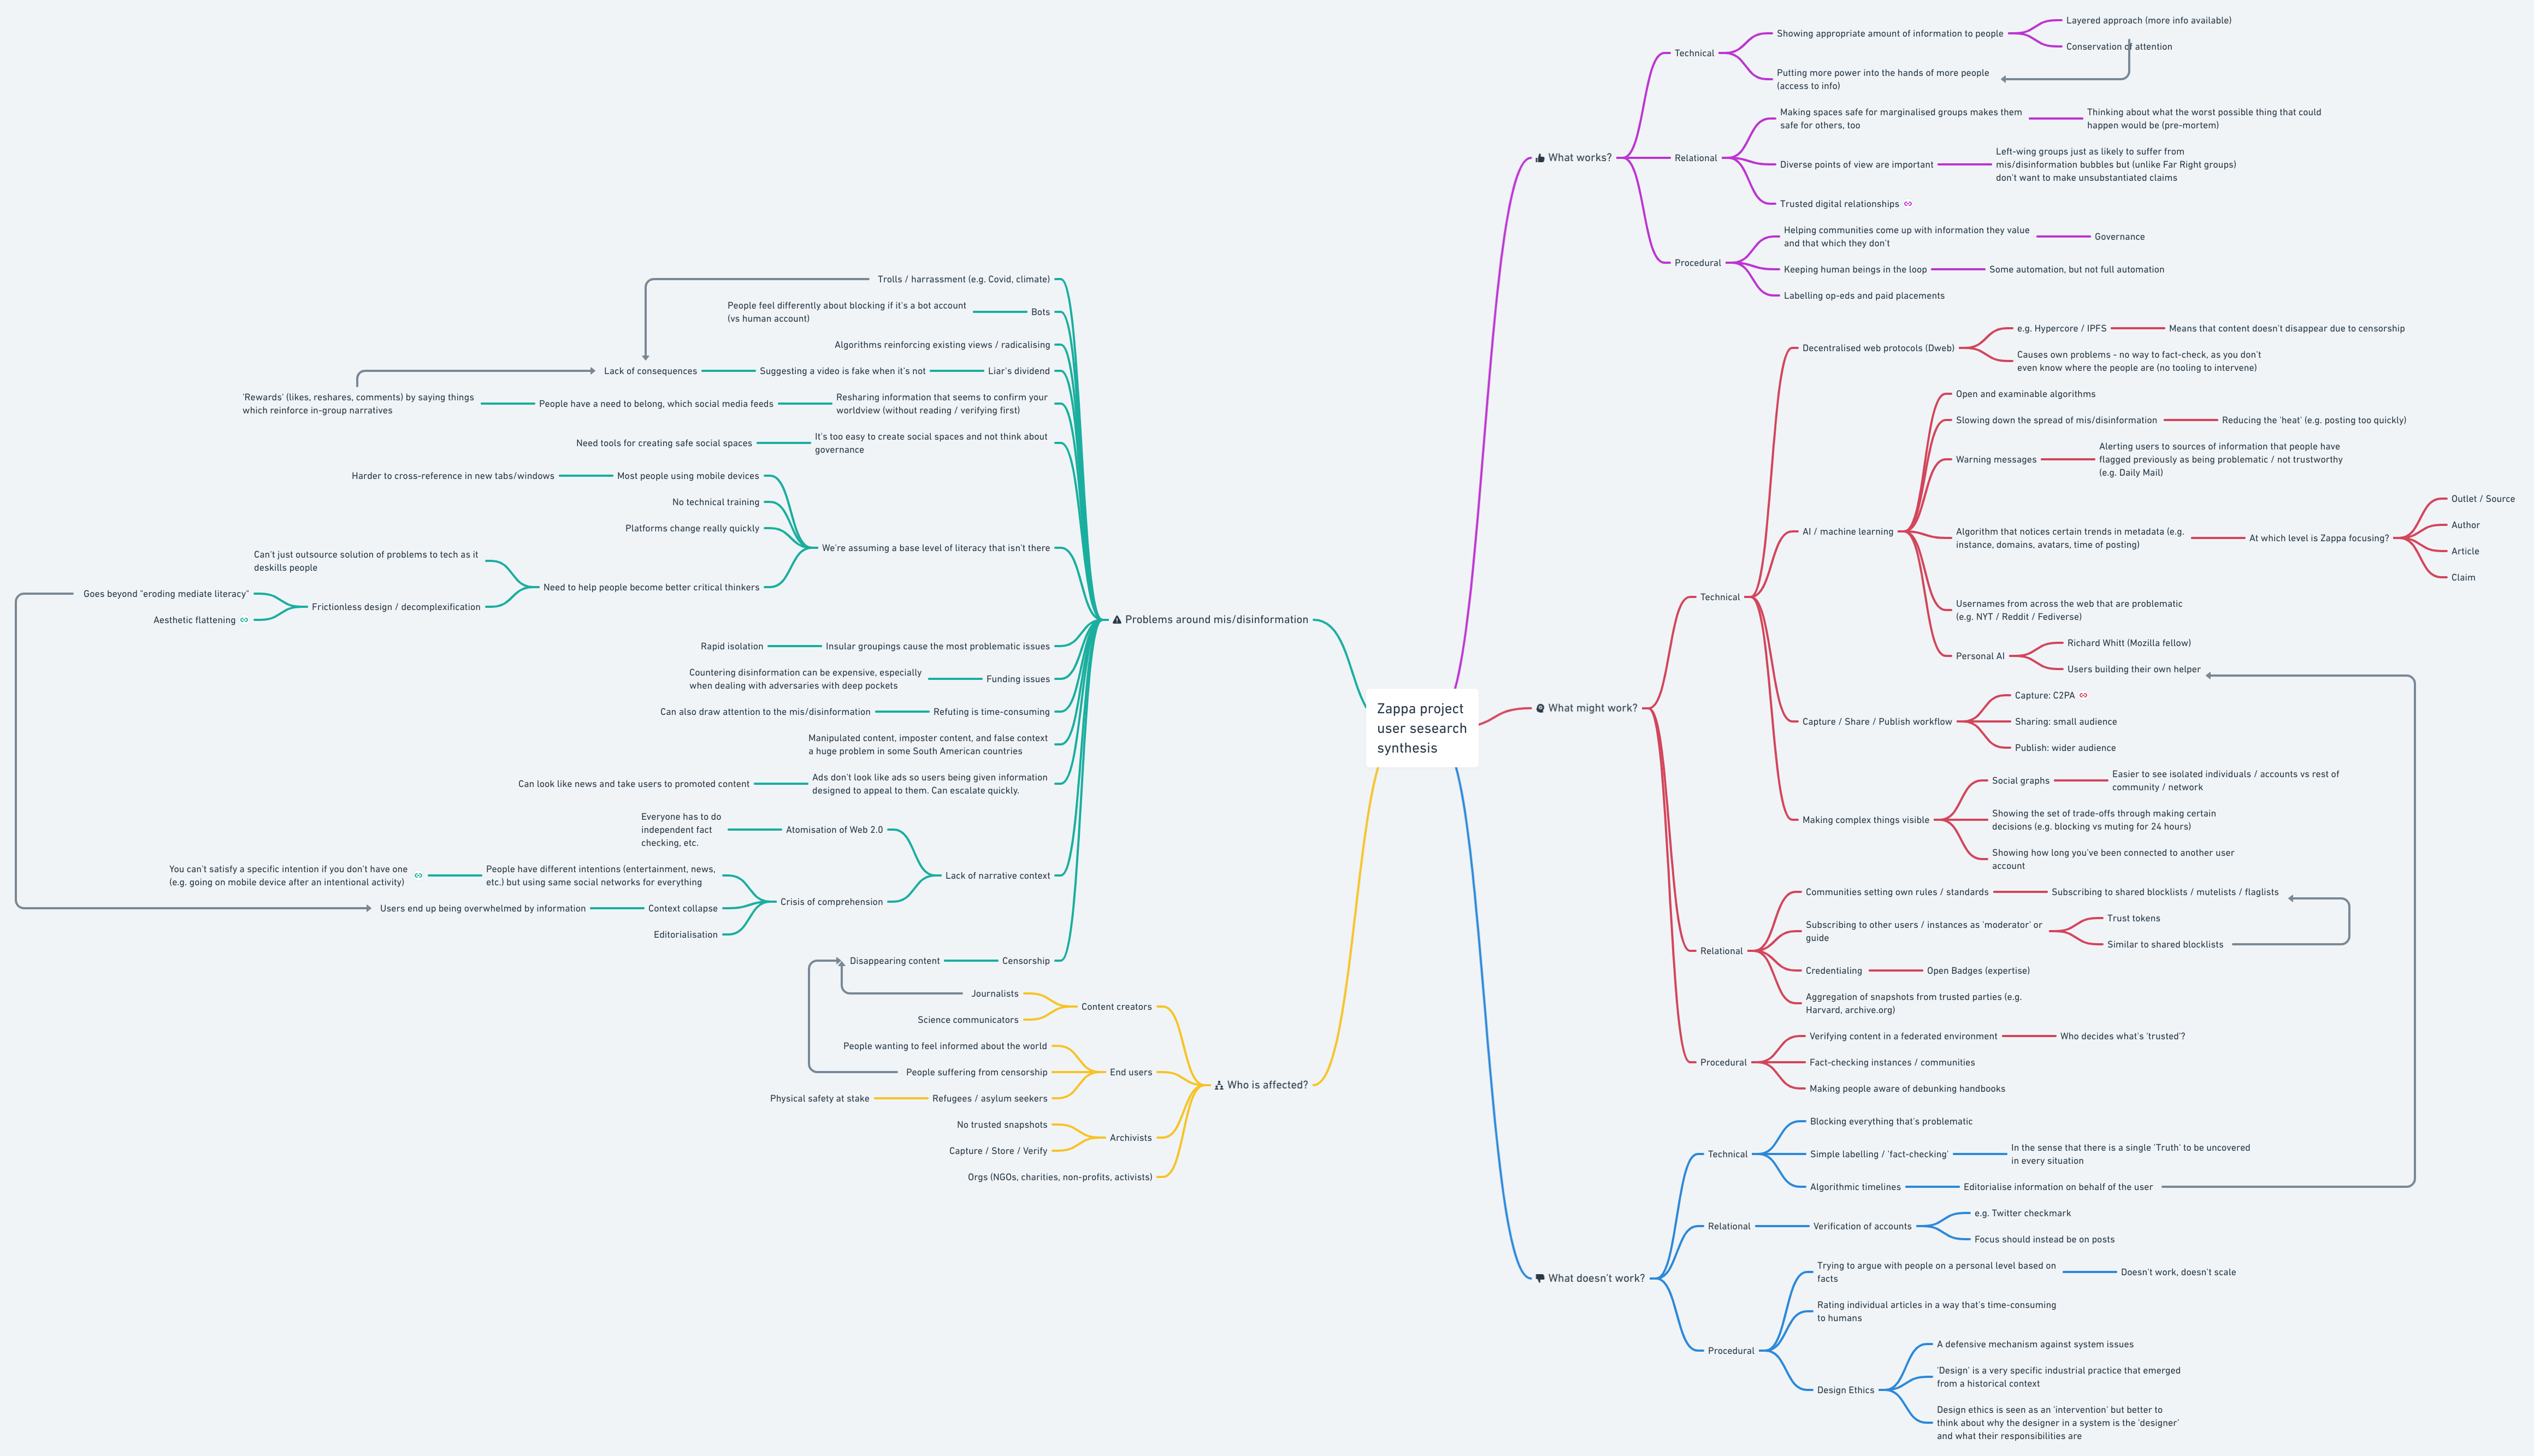 Zappa project
user sesearch
synthesis
What works?
Technical
Showing appropriate amount of information to people
Layered approach (more info available)
Conservation of attention
Putting more power into the hands of more people
(access to info)
Relational
Making spaces safe for marginalised groups makes them
safe for others, too
Thinking about what the worst possible thing that could
happen would be (pre-mortem)
Diverse points of view are important
Left-wing groups just as likely to suffer from
mis/disinformation bubbles but (unlike Far Right groups)
don't want to make unsubstantiated claims
Trusted digital relationships
Procedural
Helping communities come up with information they value
and that which they don't
Governance
Keeping human beings in the loop
Some automation, but not full automation
Labelling op-eds and paid placements
What might work?
Technical
Decentralised web protocols (Dweb)
e.g. Hypercore / IPFS
Means that content doesn't disappear due to censorship
Causes own problems - no way to fact-check, as you don't
even know where the people are (no tooling to intervene)
AI / machine learning
Open and examinable algorithms
Slowing down the spread of mis/disinformation
Reducing the 'heat' (e.g. posting too quickly)
Warning messages
Alerting users to sources of information that people have
flagged previously as being problematic / not trustworthy
(e.g. Daily Mail)
Algorithm that notices certain trends in metadata (e.g.
instance, domains, avatars, time of posting)
At which level is Zappa focusing?
Outlet / Source
Author
Article
Claim
Usernames from across the web that are problematic
(e.g. NYT / Reddit / Fediverse)
Personal AI
Richard Whitt (Mozilla fellow)
Users building their own helper
Capture / Share / Publish workflow
Capture: C2PA
Sharing: small audience
Publish: wider audience
Making complex things visible
Social graphs
Easier to see isolated individuals / accounts vs rest of
community / network
Showing the set of trade-offs through making certain
decisions (e.g. blocking vs muting for 24 hours)
Showing how long you've been connected to another user
account
Relational
Communities setting own rules / standards
Subscribing to shared blocklists / mutelists / flaglists
Subscribing to other users / instances as 'moderator' or
guide
Trust tokens
Similar to shared blocklists
Credentialing
Open Badges (expertise)
Aggregation of snapshots from trusted parties (e.g.
Harvard, archive.org)
Procedural
Verifying content in a federated environment
Who decides what's 'trusted'?
Fact-checking instances / communities
Making people aware of debunking handbooks
What doesn't work?
Technical
Blocking everything that's problematic
Simple labelling / 'fact-checking'
In the sense that there is a single 'Truth' to be uncovered
in every situation
Algorithmic timelines
Editorialise information on behalf of the user
Relational
Verification of accounts
e.g. Twitter checkmark
Focus should instead be on posts
Procedural
Trying to argue with people on a personal level based on
facts
Doesn't work, doesn't scale
Rating individual articles in a way that's time-consuming
to humans
Design Ethics
A defensive mechanism against system issues
'Design' is a very specific industrial practice that emerged
from a historical context
Design ethics is seen as an 'intervention' but better to
think about why the designer in a system is the 'designer'
and what their responsibilities are
Problems around mis/disinformation
Trolls / harrassment (e.g. Covid, climate)
Bots
People feel differently about blocking if it's a bot account
(vs human account)
Algorithms reinforcing existing views / radicalising
Liar's dividend
Suggesting a video is fake when it's not
Lack of consequences
Resharing information that seems to confirm your
worldview (without reading / verifying first)
People have a need to belong, which social media feeds
'Rewards' (likes, reshares, comments) by saying things
which reinforce in-group narratives
It's too easy to create social spaces and not think about
governance
Need tools for creating safe social spaces
We're assuming a base level of literacy that isn't there
Most people using mobile devices
Harder to cross-reference in new tabs/windows
No technical training
Platforms change really quickly
Need to help people become better critical thinkers
Can't just outsource solution of problems to tech as it
deskills people
Frictionless design / decomplexification
Goes beyond "eroding mediate literacy"
Aesthetic flattening
Insular groupings cause the most problematic issues
Rapid isolation
Funding issues
Countering disinformation can be expensive, especially
when dealing with adversaries with deep pockets
Refuting is time-consuming
Can also draw attention to the mis/disinformation
Manipulated content, imposter content, and false context
a huge problem in some South American countries
Ads don't look like ads so users being given information
designed to appeal to them. Can escalate quickly.
Can look like news and take users to promoted content
Lack of narrative context
Atomisation of Web 2.0
Everyone has to do
independent fact
checking, etc.
Crisis of comprehension
People have different intentions (entertainment, news,
etc.) but using same social networks for everything
You can't satisfy a specific intention if you don't have one
(e.g. going on mobile device after an intentional activity)
Context collapse
Users end up being overwhelmed by information
Editorialisation
Censorship
Disappearing content
Who is affected?
Content creators
Journalists
Science communicators
End users
People wanting to feel informed about the world
People suffering from censorship
Refugees / asylum seekers
Physical safety at stake
Archivists
No trusted snapshots
Capture / Store / Verify
Orgs (NGOs, charities, non-profits, activists)